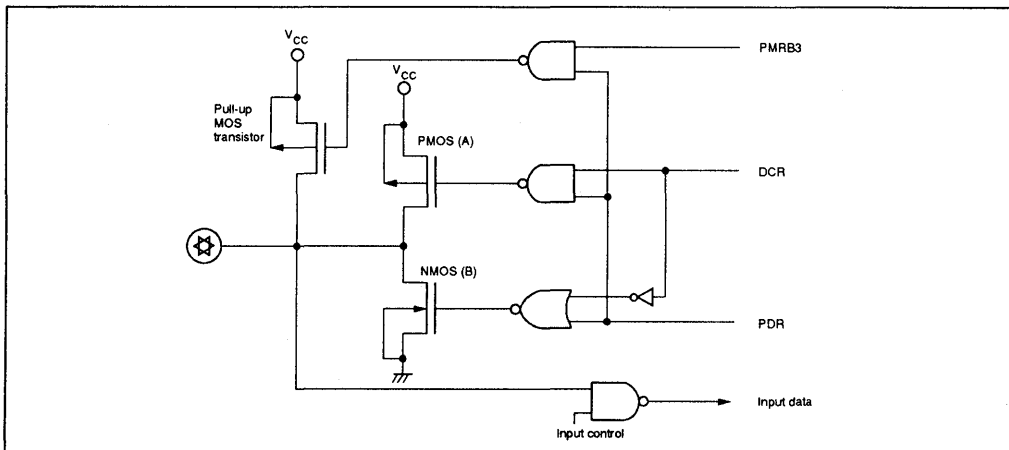 VCC
PMRB3
VCC
Pull-up
MOS
transistor
PMOS (A)
DCR
NMOS (B)
PDR
Input data
Input control